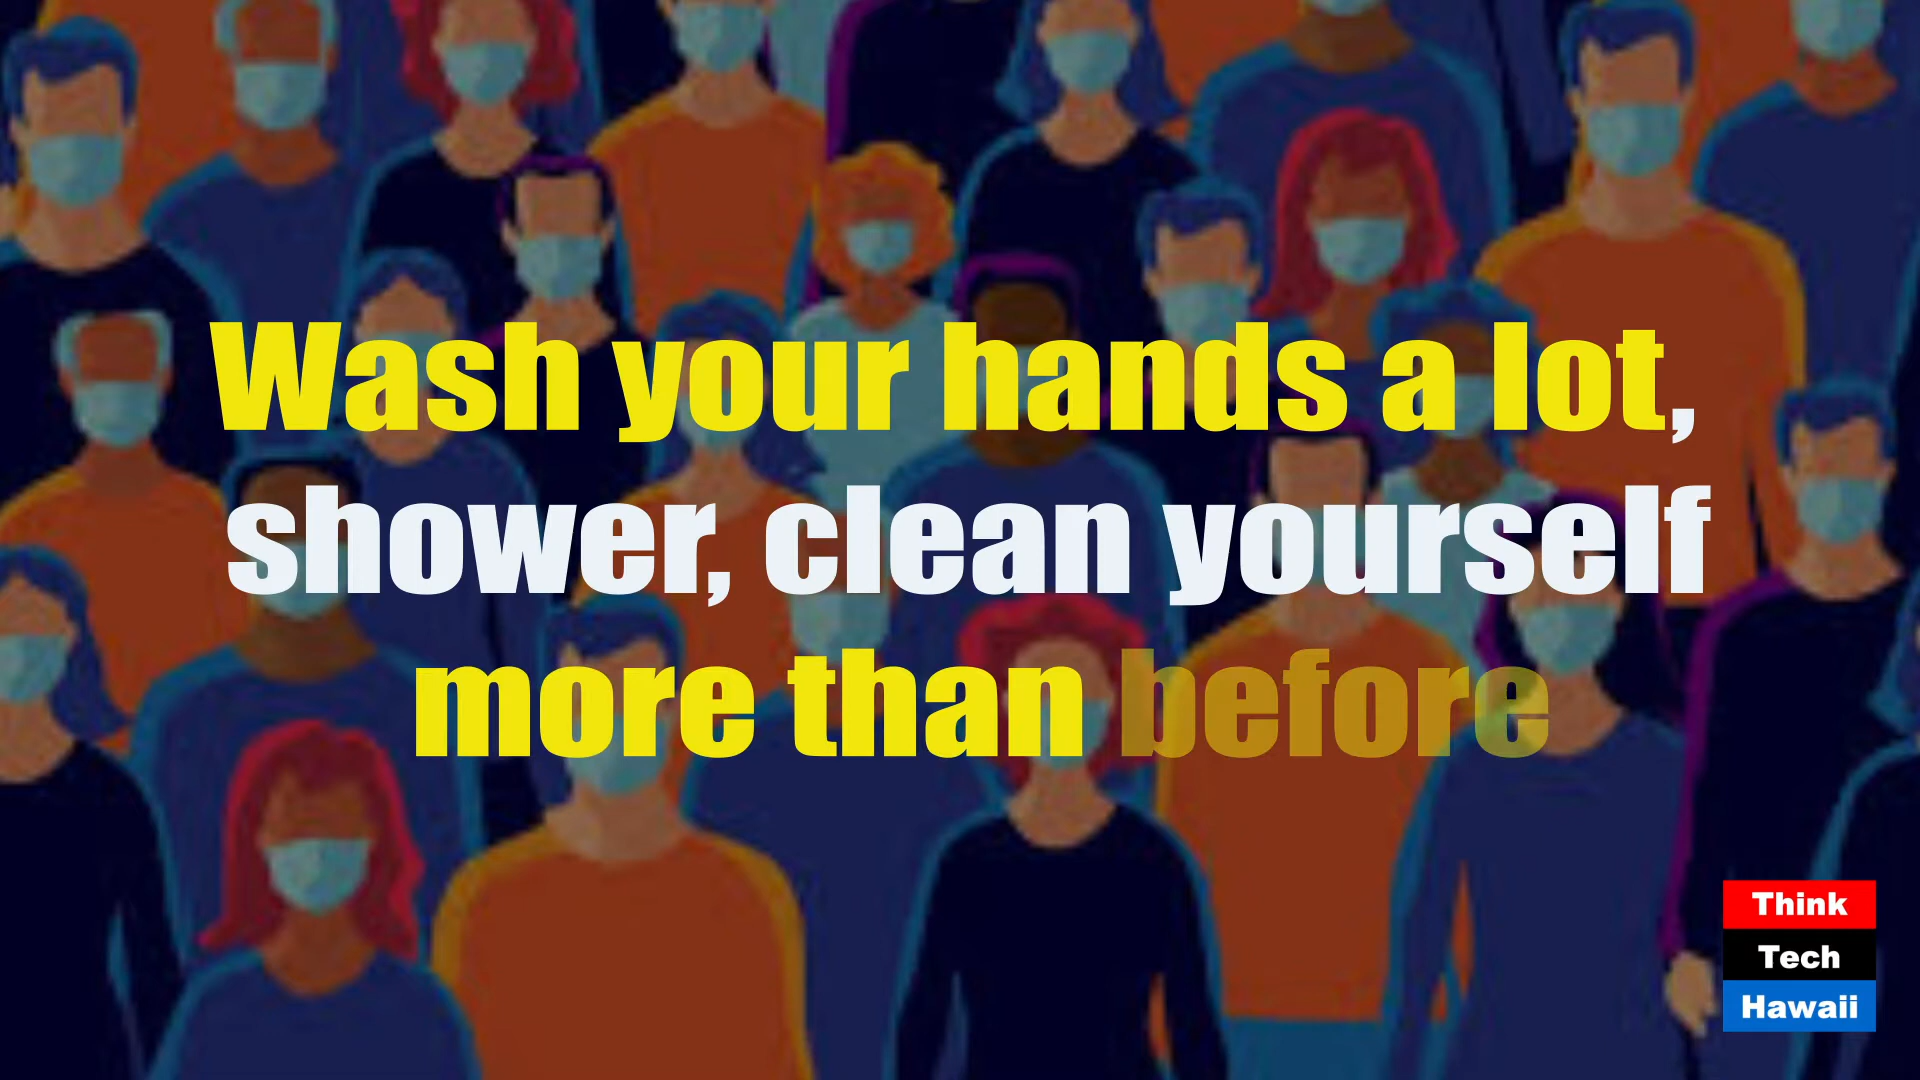 Wash your hands a lot,
shower, clean yourself
more than before
Think
Tech
Hawaii